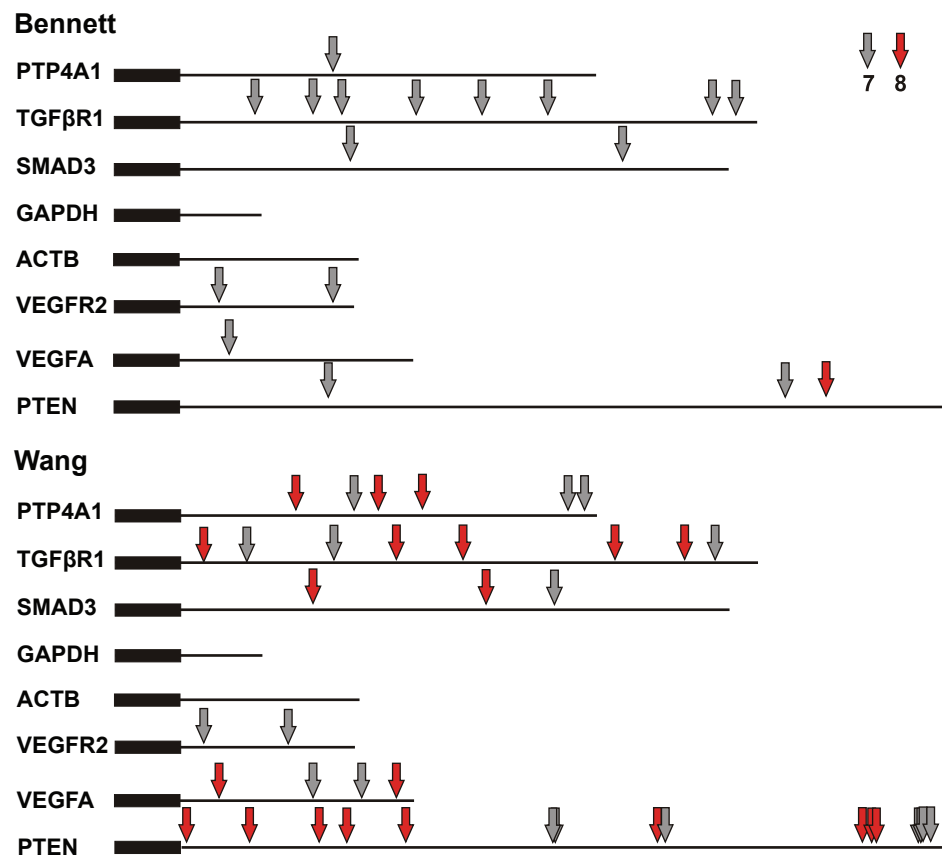 Bennett
7 8
PTP4A1
TGFβR1
SMAD3
GAPDH
ACTB
VEGFR2
VEGFA
PTEN
Wang
PTP4A1
TGFβR1
SMAD3
GAPDH
ACTB
VEGFR2
VEGFA
PTEN